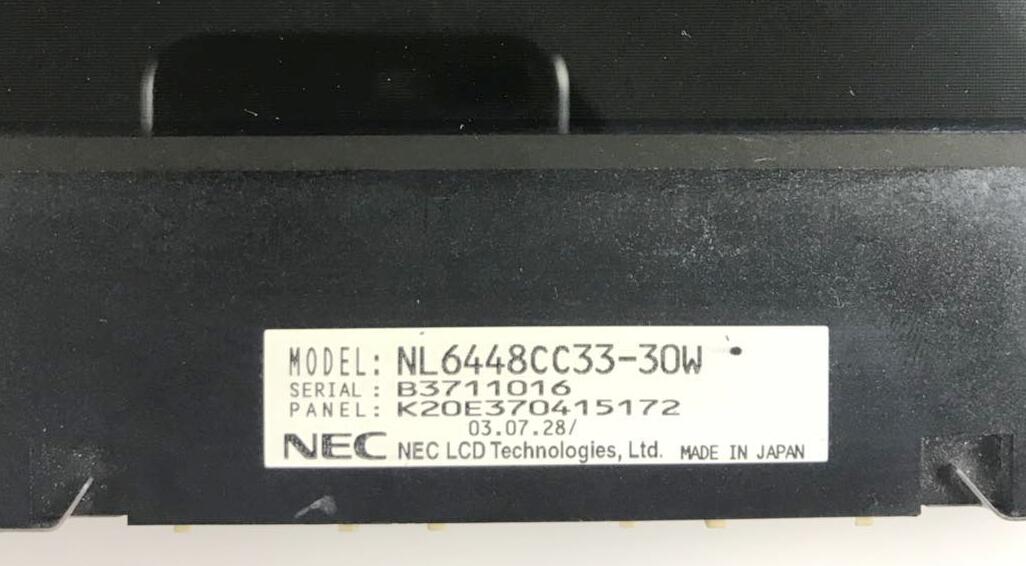 MODEL: NL6448CC33-30W
SERIAL: B3711016
PANEL: K20E370415172
03.07.28/
NEC NEC LCD Technologies, Ltd. MADE IN JAPAN